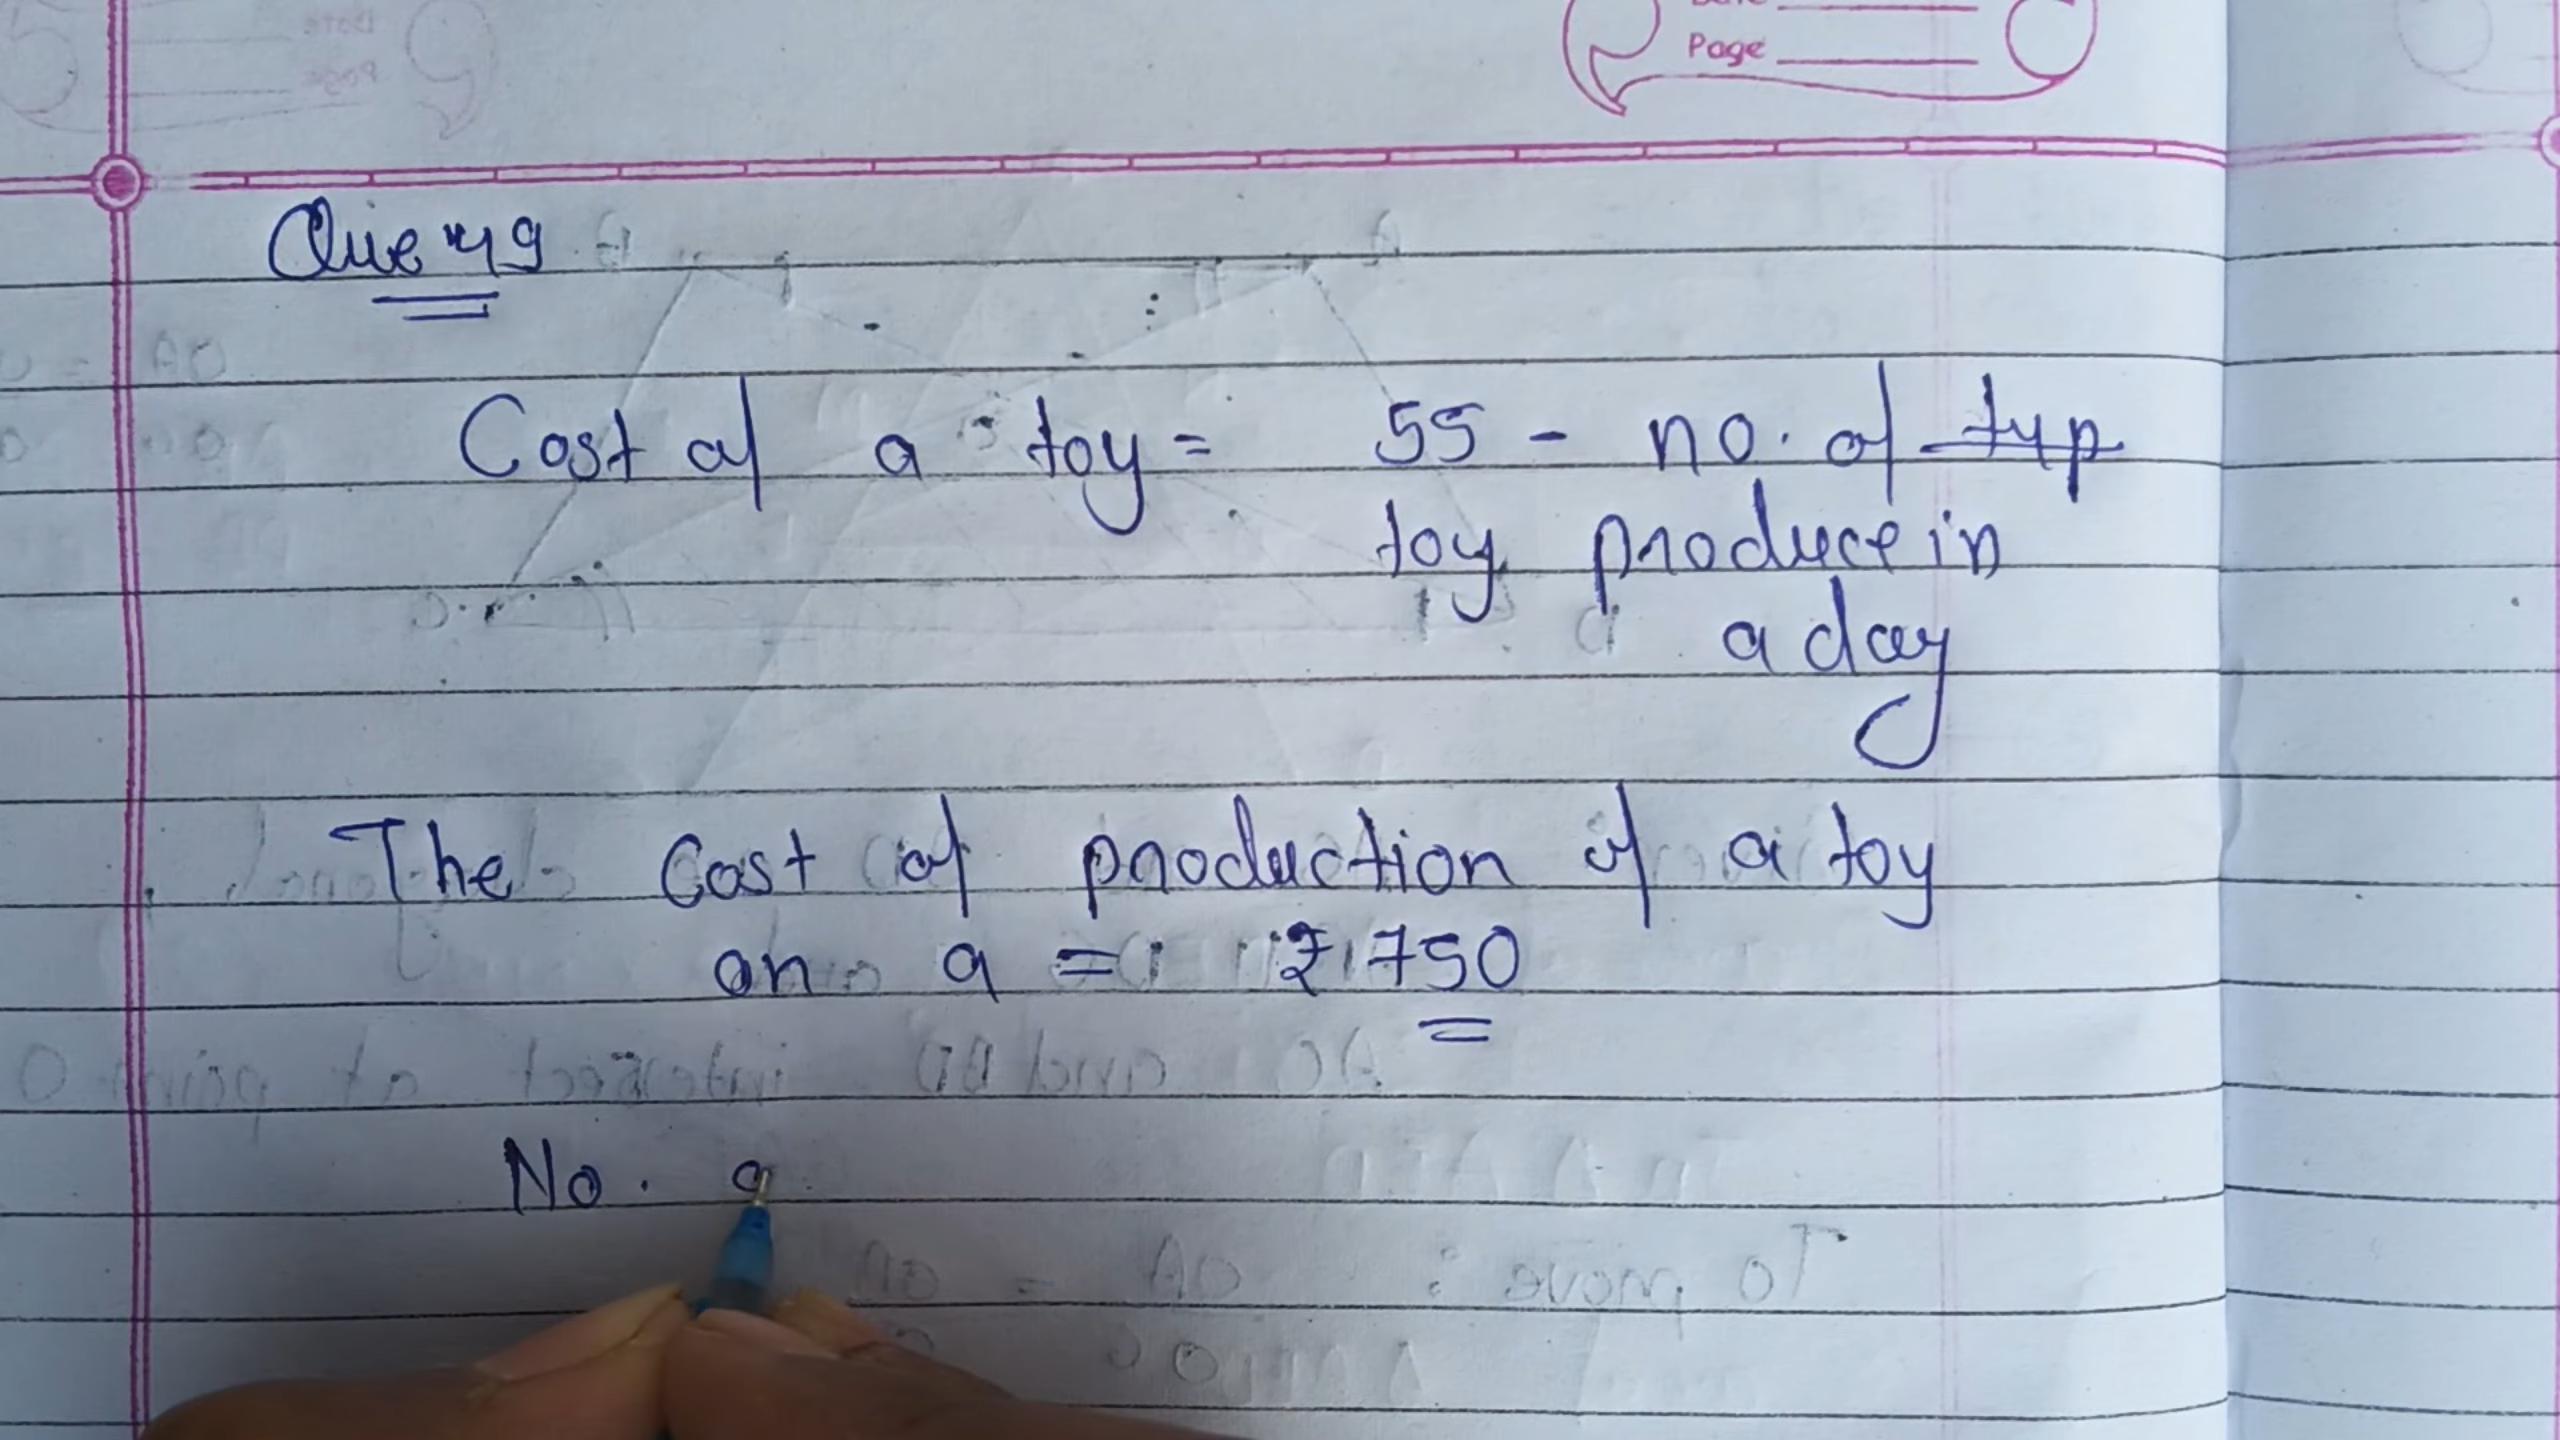 Page
Que 49
Cost of a toy = 55 - no. of typ
toy produce in
a day
The Cost of production of a toy
on a = ₹ 750
No. o